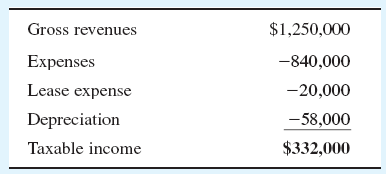 Gross revenues $1,250,000
Expenses −840,000
Lease expense −20,000
Depreciation −58,000
Taxable income $332,000